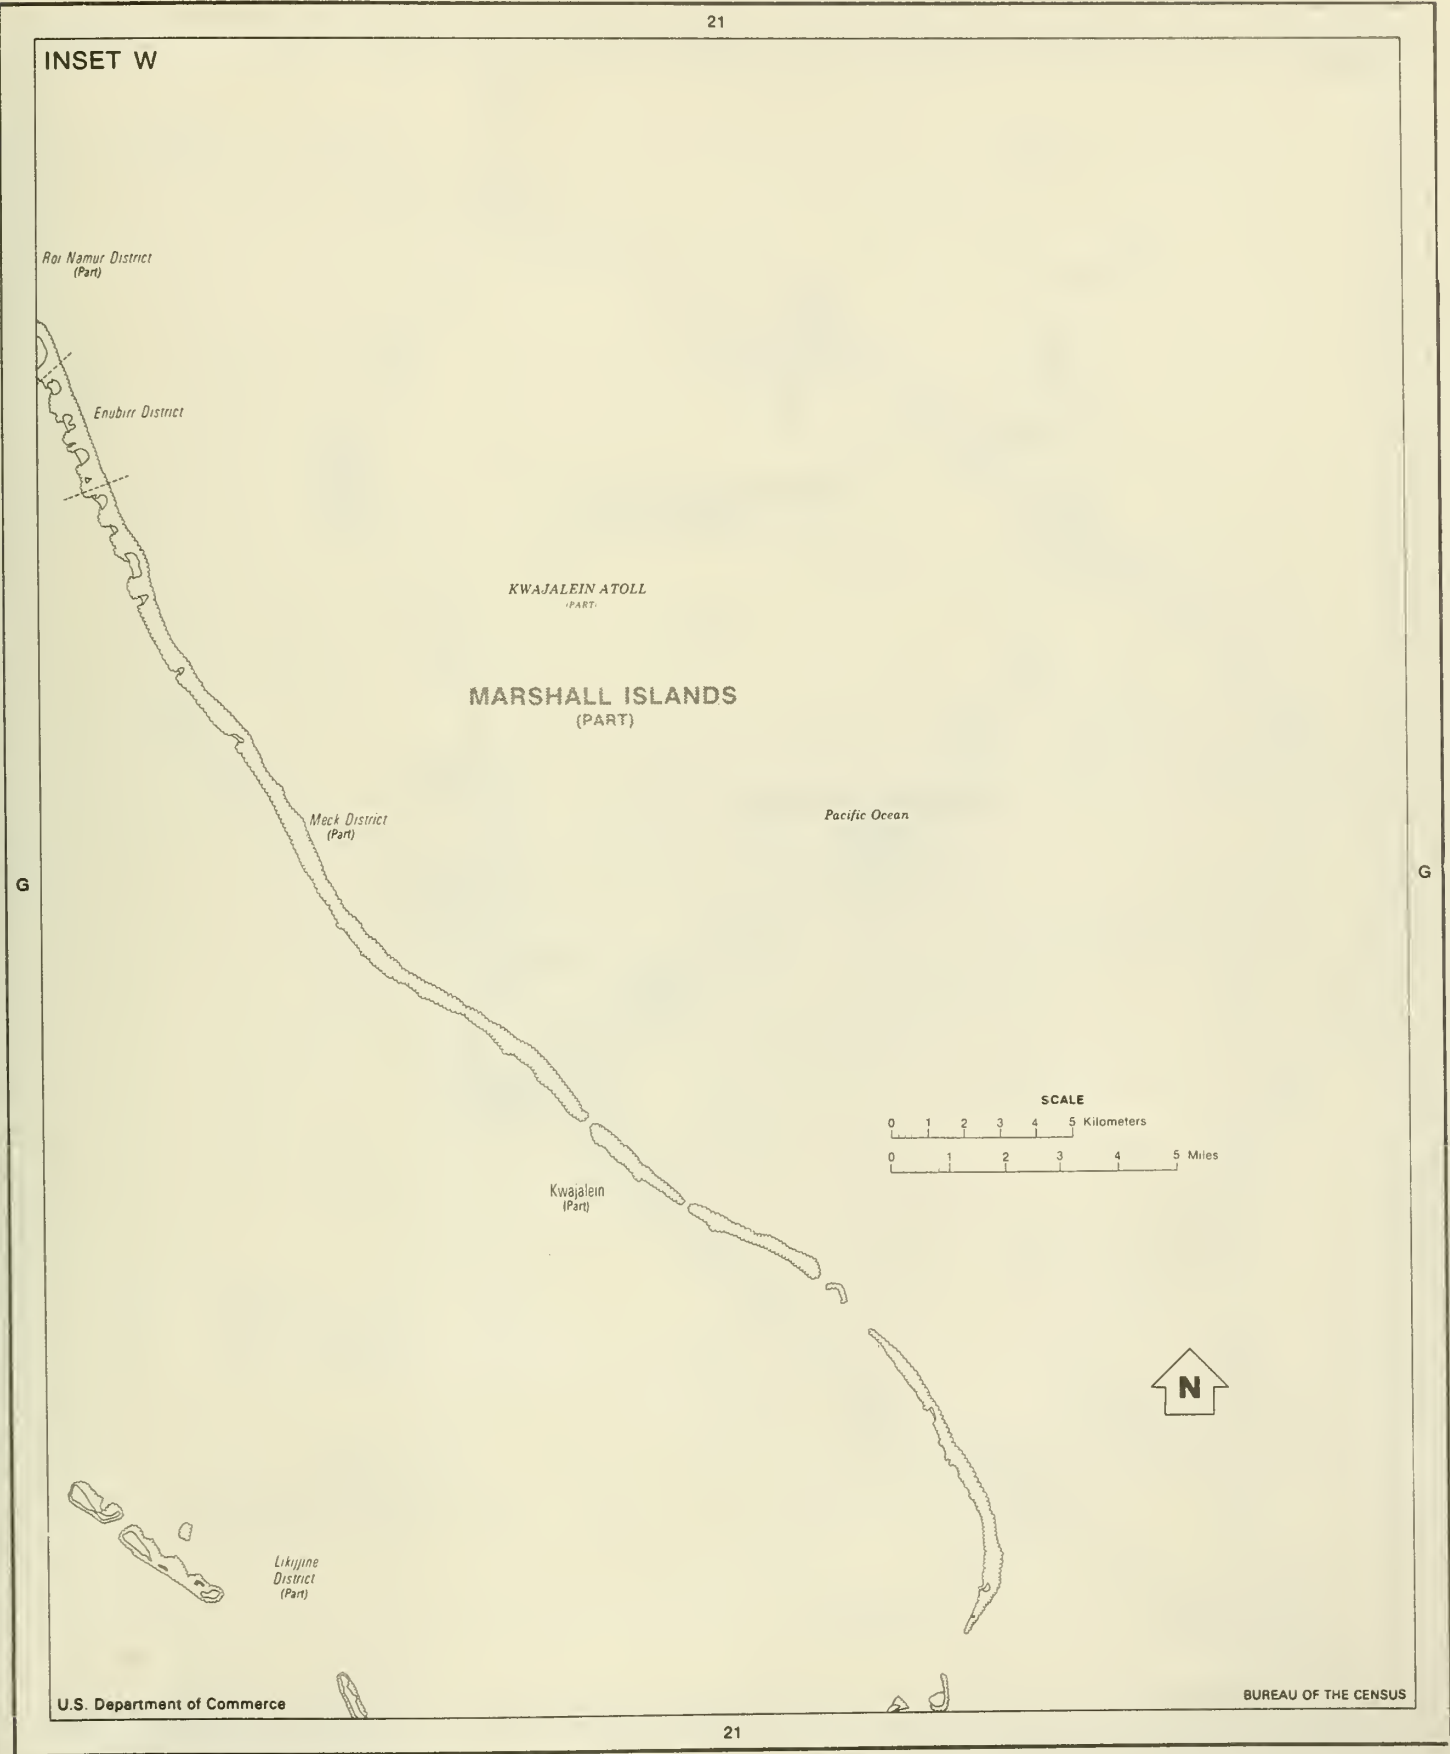 21
INSET W
Roi Namur District
(Part)
Enubirr District
KWAJALEIN ATOLL
(PART)
MARSHALL ISLANDS
(PART)
Pacific Ocean
Meck District
(Part)
G
G
SCALE
0 1 2 3 4 5 Kilometers
0 1 2 3 4 5 Miles
Kwajalein
(Part)
N
Likijjine
District
(Part)
U.S. Department of Commerce
BUREAU OF THE CENSUS
21